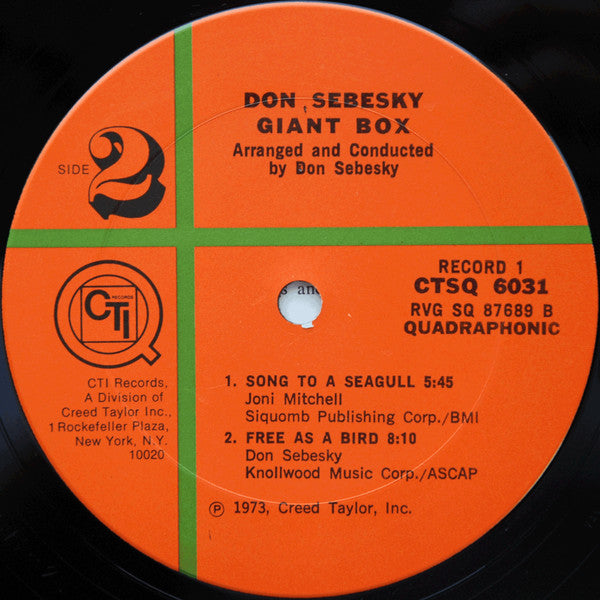 DON SEBESKY
GIANT BOX
Arranged and Conducted
by Don Sebesky
SIDE 2
RECORD 1
CTSQ 6031
RVG SQ 87689 B
QUADRAPHONIC
CTI
RECORDS
CTI Records,
A Division of
Creed Taylor Inc.,
1 Rockefeller Plaza,
New York, N.Y.
10020
s and
1. SONG TO A SEAGULL 5:45
Joni Mitchell
Siquomb Publishing Corp./BMI
2. FREE AS A BIRD 8:10
Don Sebesky
Knollwood Music Corp./ASCAP
℗ 1973, Creed Taylor, Inc.